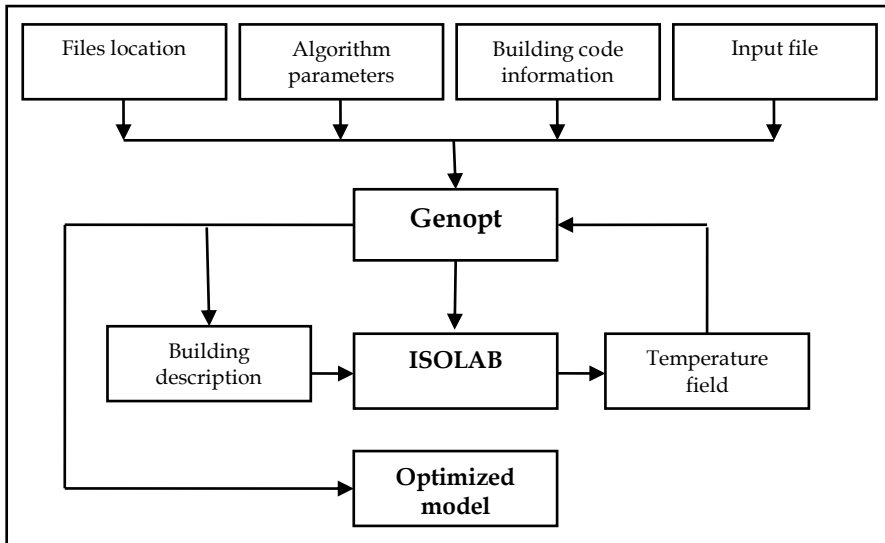 Files location
Algorithm
parameters
Building code
information
Input file
Genopt
Building
description
ISOLAB
Temperature
field
Optimized
model